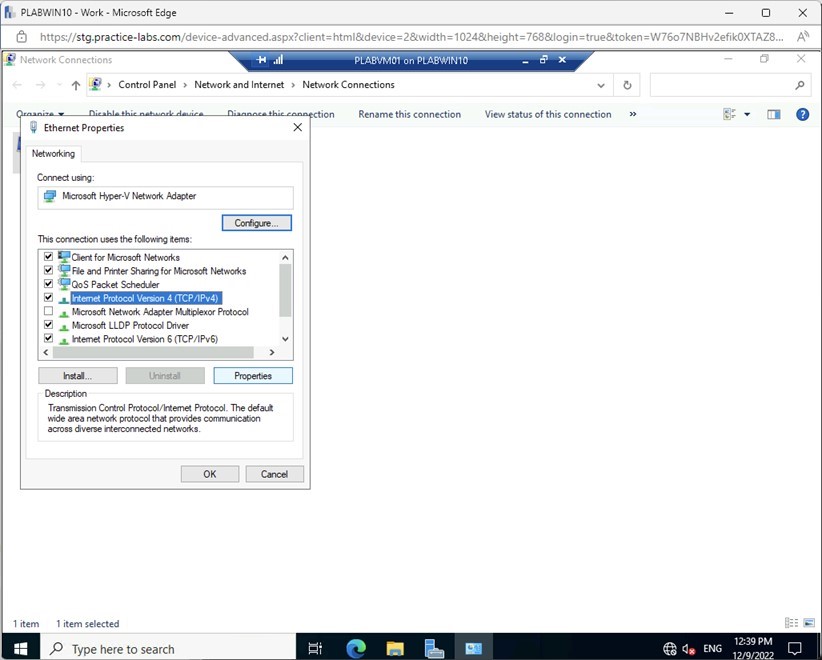 PLABWIN10 - Work - Microsoft Edge
https://stg.practice-labs.com/device-advanced.aspx?client=html&device=2&width=1024&height=768&login=true&token=W76o7NBHv2efik0XTAZ8...
Network Connections
PLABVM01 on PLABWIN10
Control Panel > Network and Internet > Network Connections
Organize Disable this network device Diagnose this connection Rename this connection View status of this connection »
Ethernet Properties
Networking
Connect using:
Microsoft Hyper-V Network Adapter
Configure...
This connection uses the following items:
Client for Microsoft Networks
File and Printer Sharing for Microsoft Networks
QoS Packet Scheduler
Internet Protocol Version 4 (TCP/IPv4)
Microsoft Network Adapter Multiplexor Protocol
Microsoft LLDP Protocol Driver
Internet Protocol Version 6 (TCP/IPv6)
Install... Uninstall Properties
Description
Transmission Control Protocol/Internet Protocol. The default
wide area network protocol that provides communication
across diverse interconnected networks.
OK Cancel
1 item 1 item selected
Type here to search
ENG
12:39 PM
12/9/2022